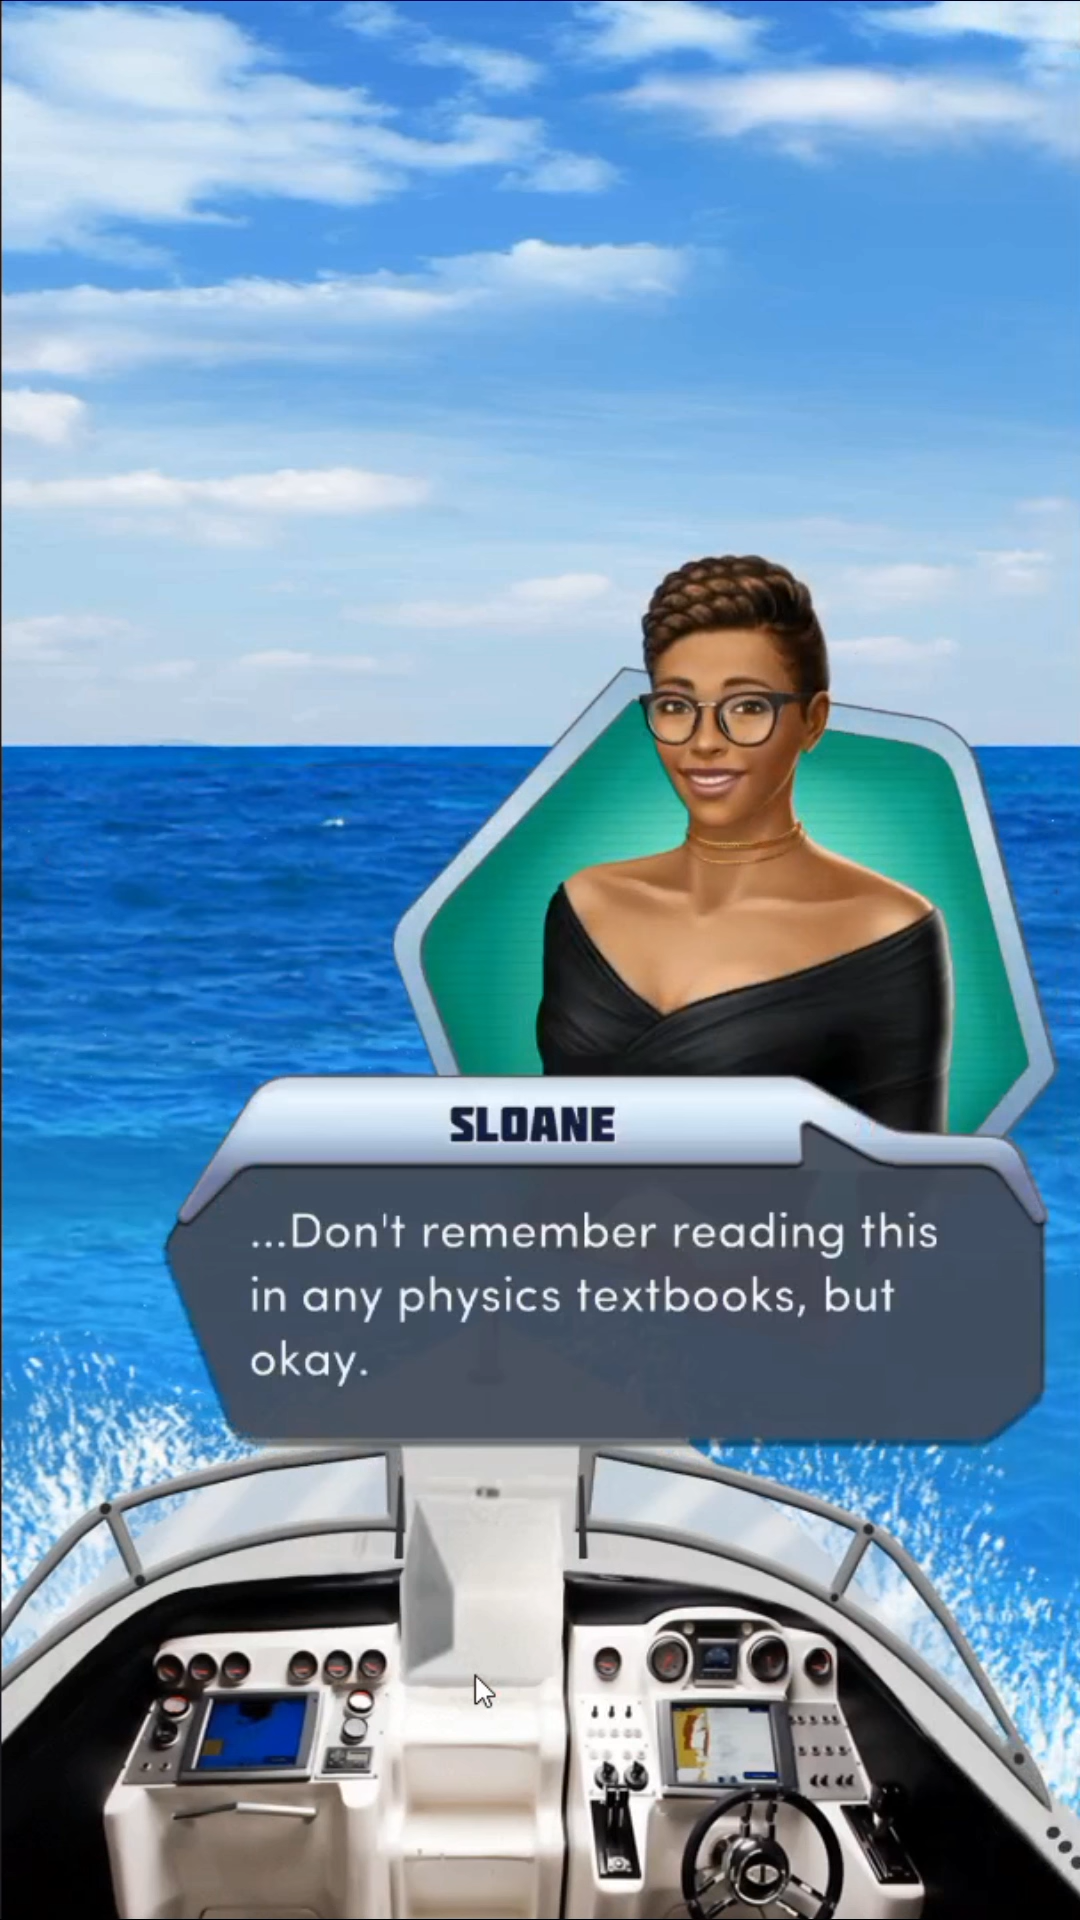 SLOANE
...Don't remember reading this
in any physics textbooks, but
okay.